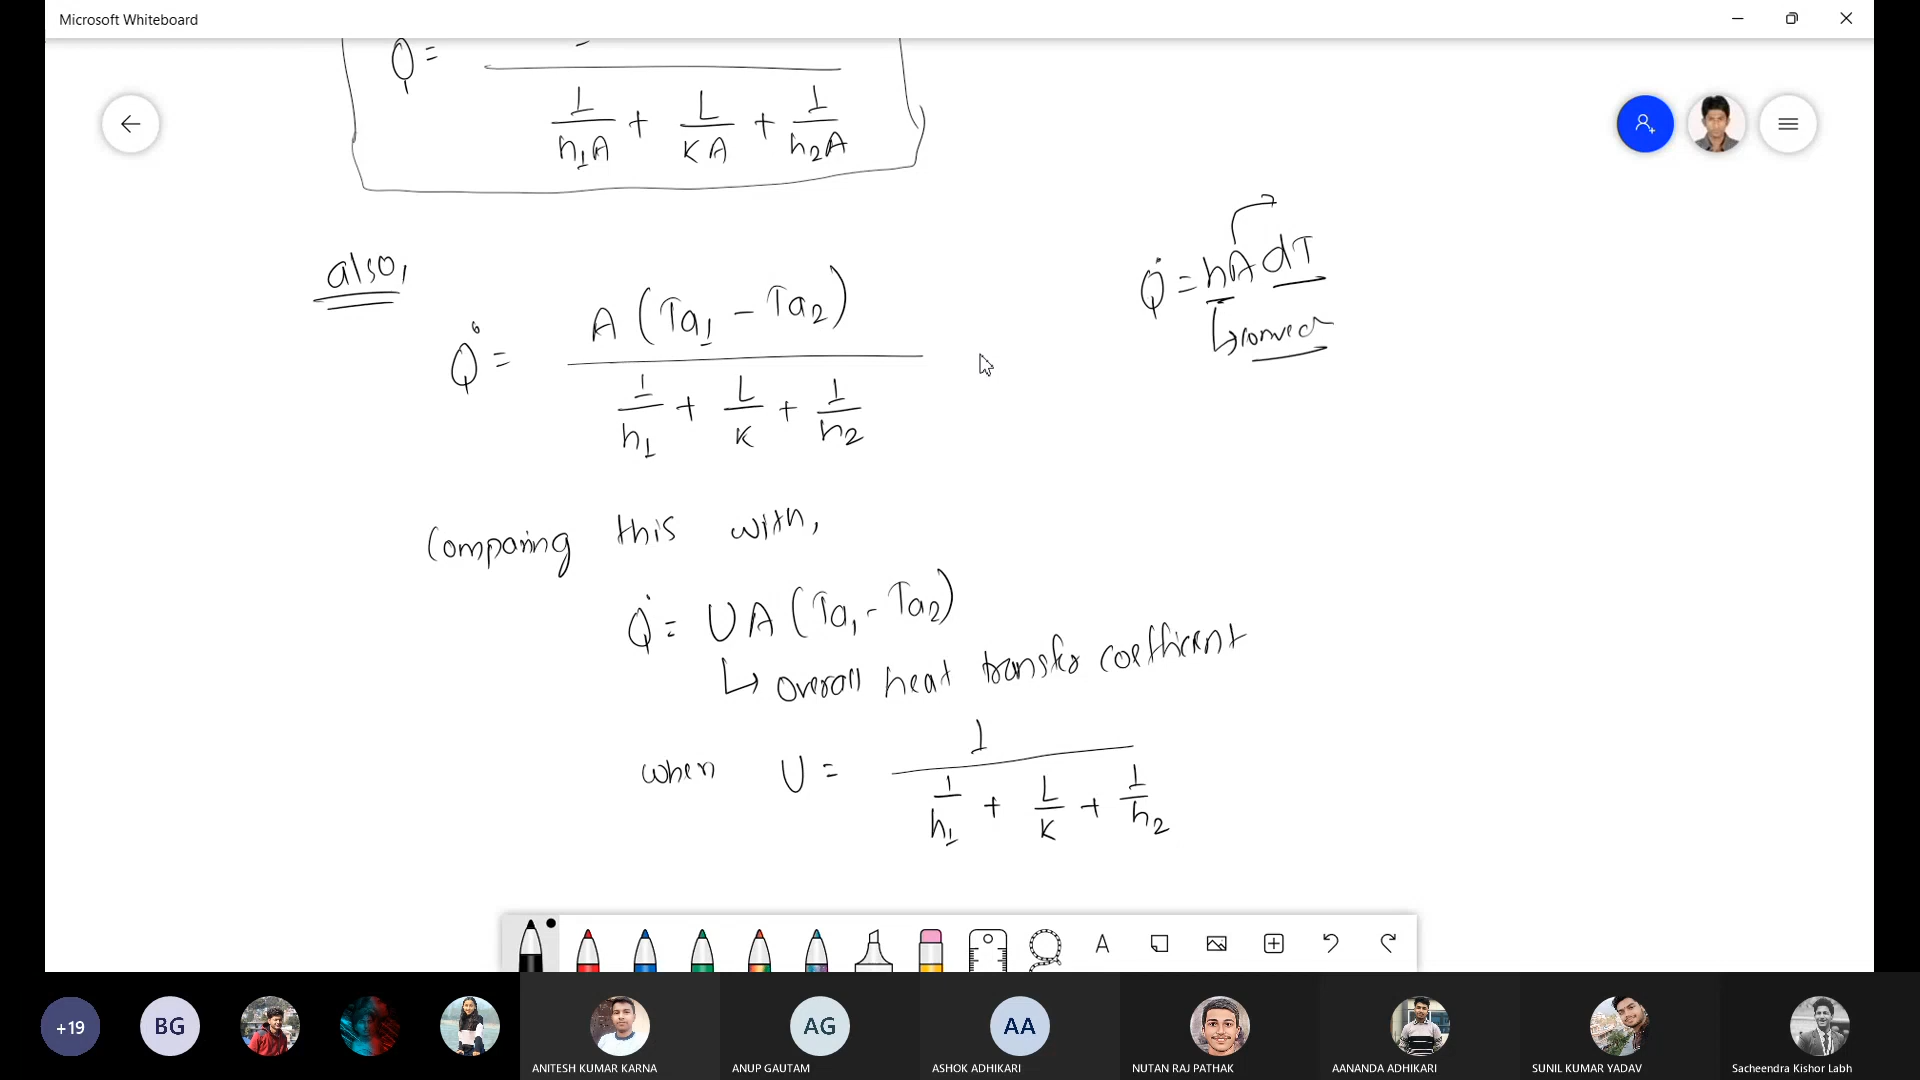 Microsoft Whiteboard
Q =
1/h₁A + L/KA + 1/h₂A
also,
Q̇ = A (Ta₁ - Ta₂) / (1/h₁ + L/K + 1/h₂)
Q̇ = hA dT
↳ convec
Comparing this with,
Q̇ = UA (Ta₁ - Ta₂)
↳ overall heat transfer coefficient
when U = 1 / (1/h₁ + L/K + 1/h₂)
A
+19
BG
AG
AA
ANITESH KUMAR KARNA
ANUP GAUTAM
ASHOK ADHIKARI
NUTAN RAJ PATHAK
AANANDA ADHIKARI
SUNIL KUMAR YADAV
Sacheendra Kishor Labh